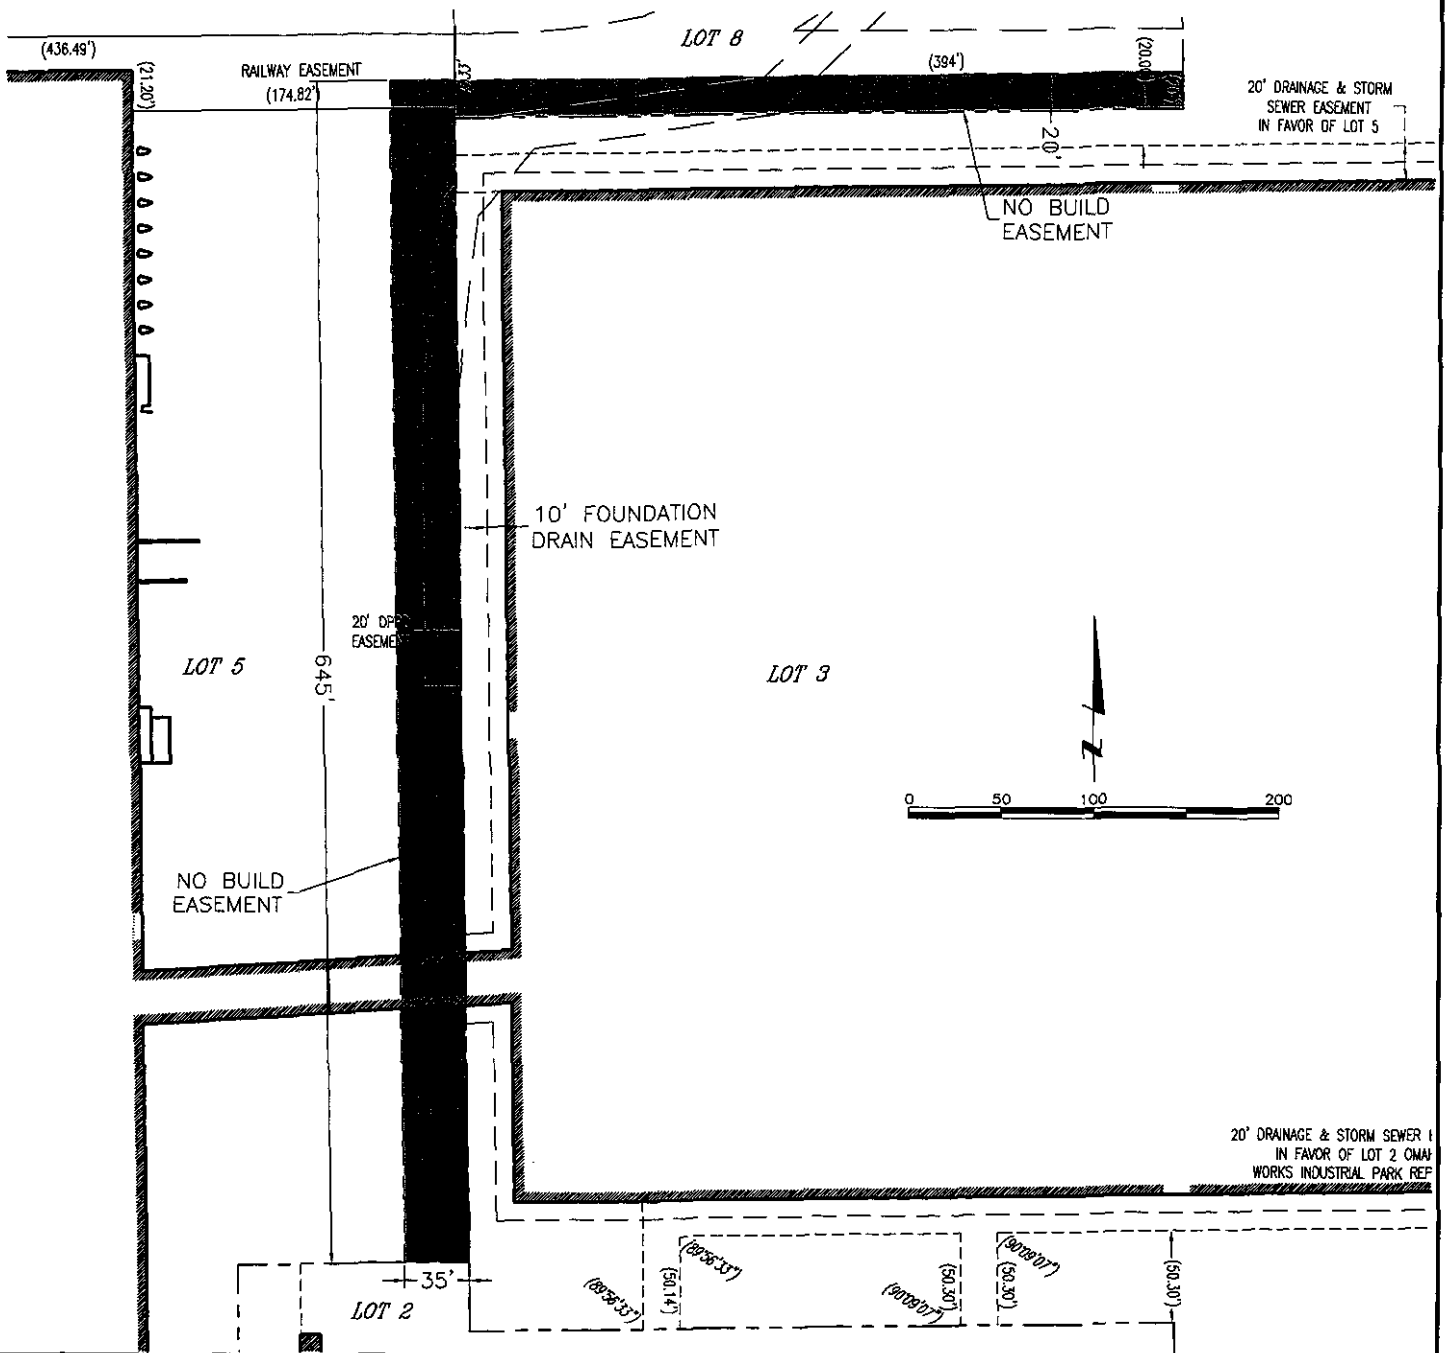 LOT 8
(436.49')
(21.20')
RAILWAY EASEMENT
(174.82')
(394')
20'
20' DRAINAGE & STORM
SEWER EASEMENT
IN FAVOR OF LOT 5
NO BUILD
EASEMENT
10' FOUNDATION
DRAIN EASEMENT
20'
LOT 5
645'
LOT 3
N
0 50 100 200
NO BUILD
EASEMENT
20' DRAINAGE & STORM SEWER
IN FAVOR OF LOT 2
WORKS INDUSTRIAL PARK
35'
LOT 2
(89°56'33")
(50.14')
(89°56'33")
(90°09'07")
(50.30')
(50.30')
(90°09'07")
(50.30')